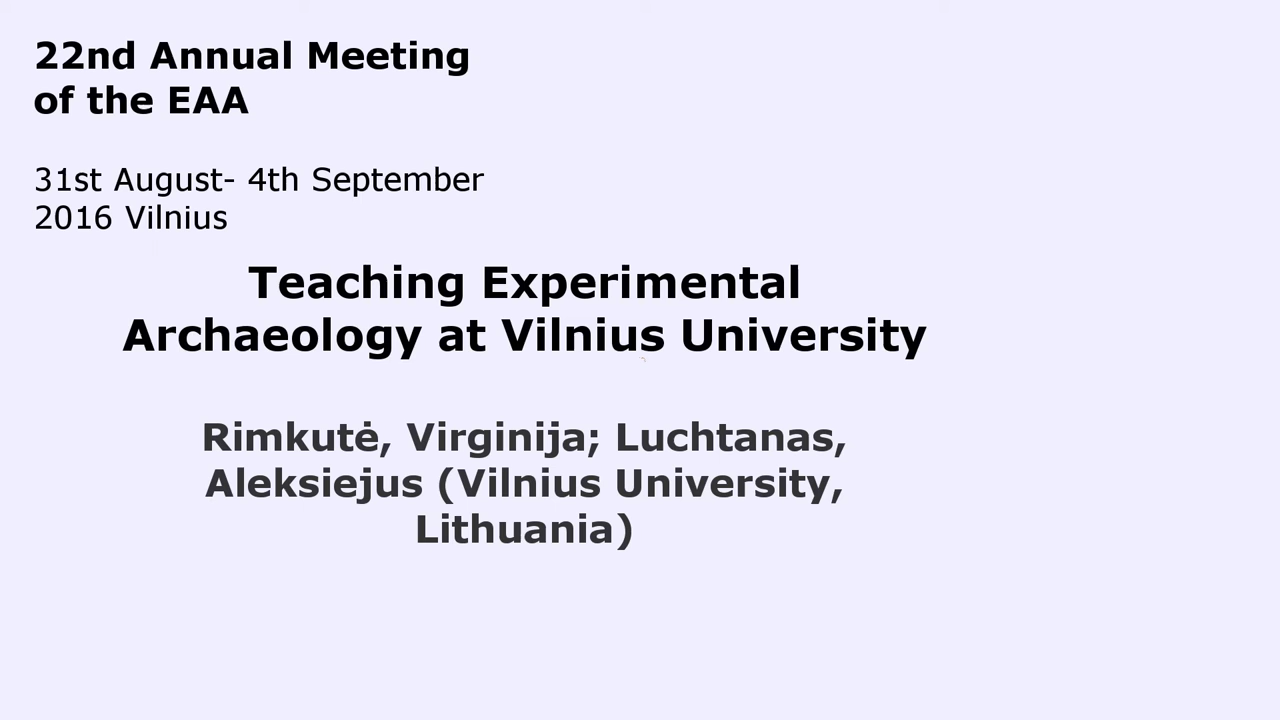 22nd Annual Meeting
of the EAA
31st August- 4th September
2016 Vilnius
Teaching Experimental
Archaeology at Vilnius University
Rimkutė, Virginija; Luchtanas,
Aleksiejus (Vilnius University,
Lithuania)